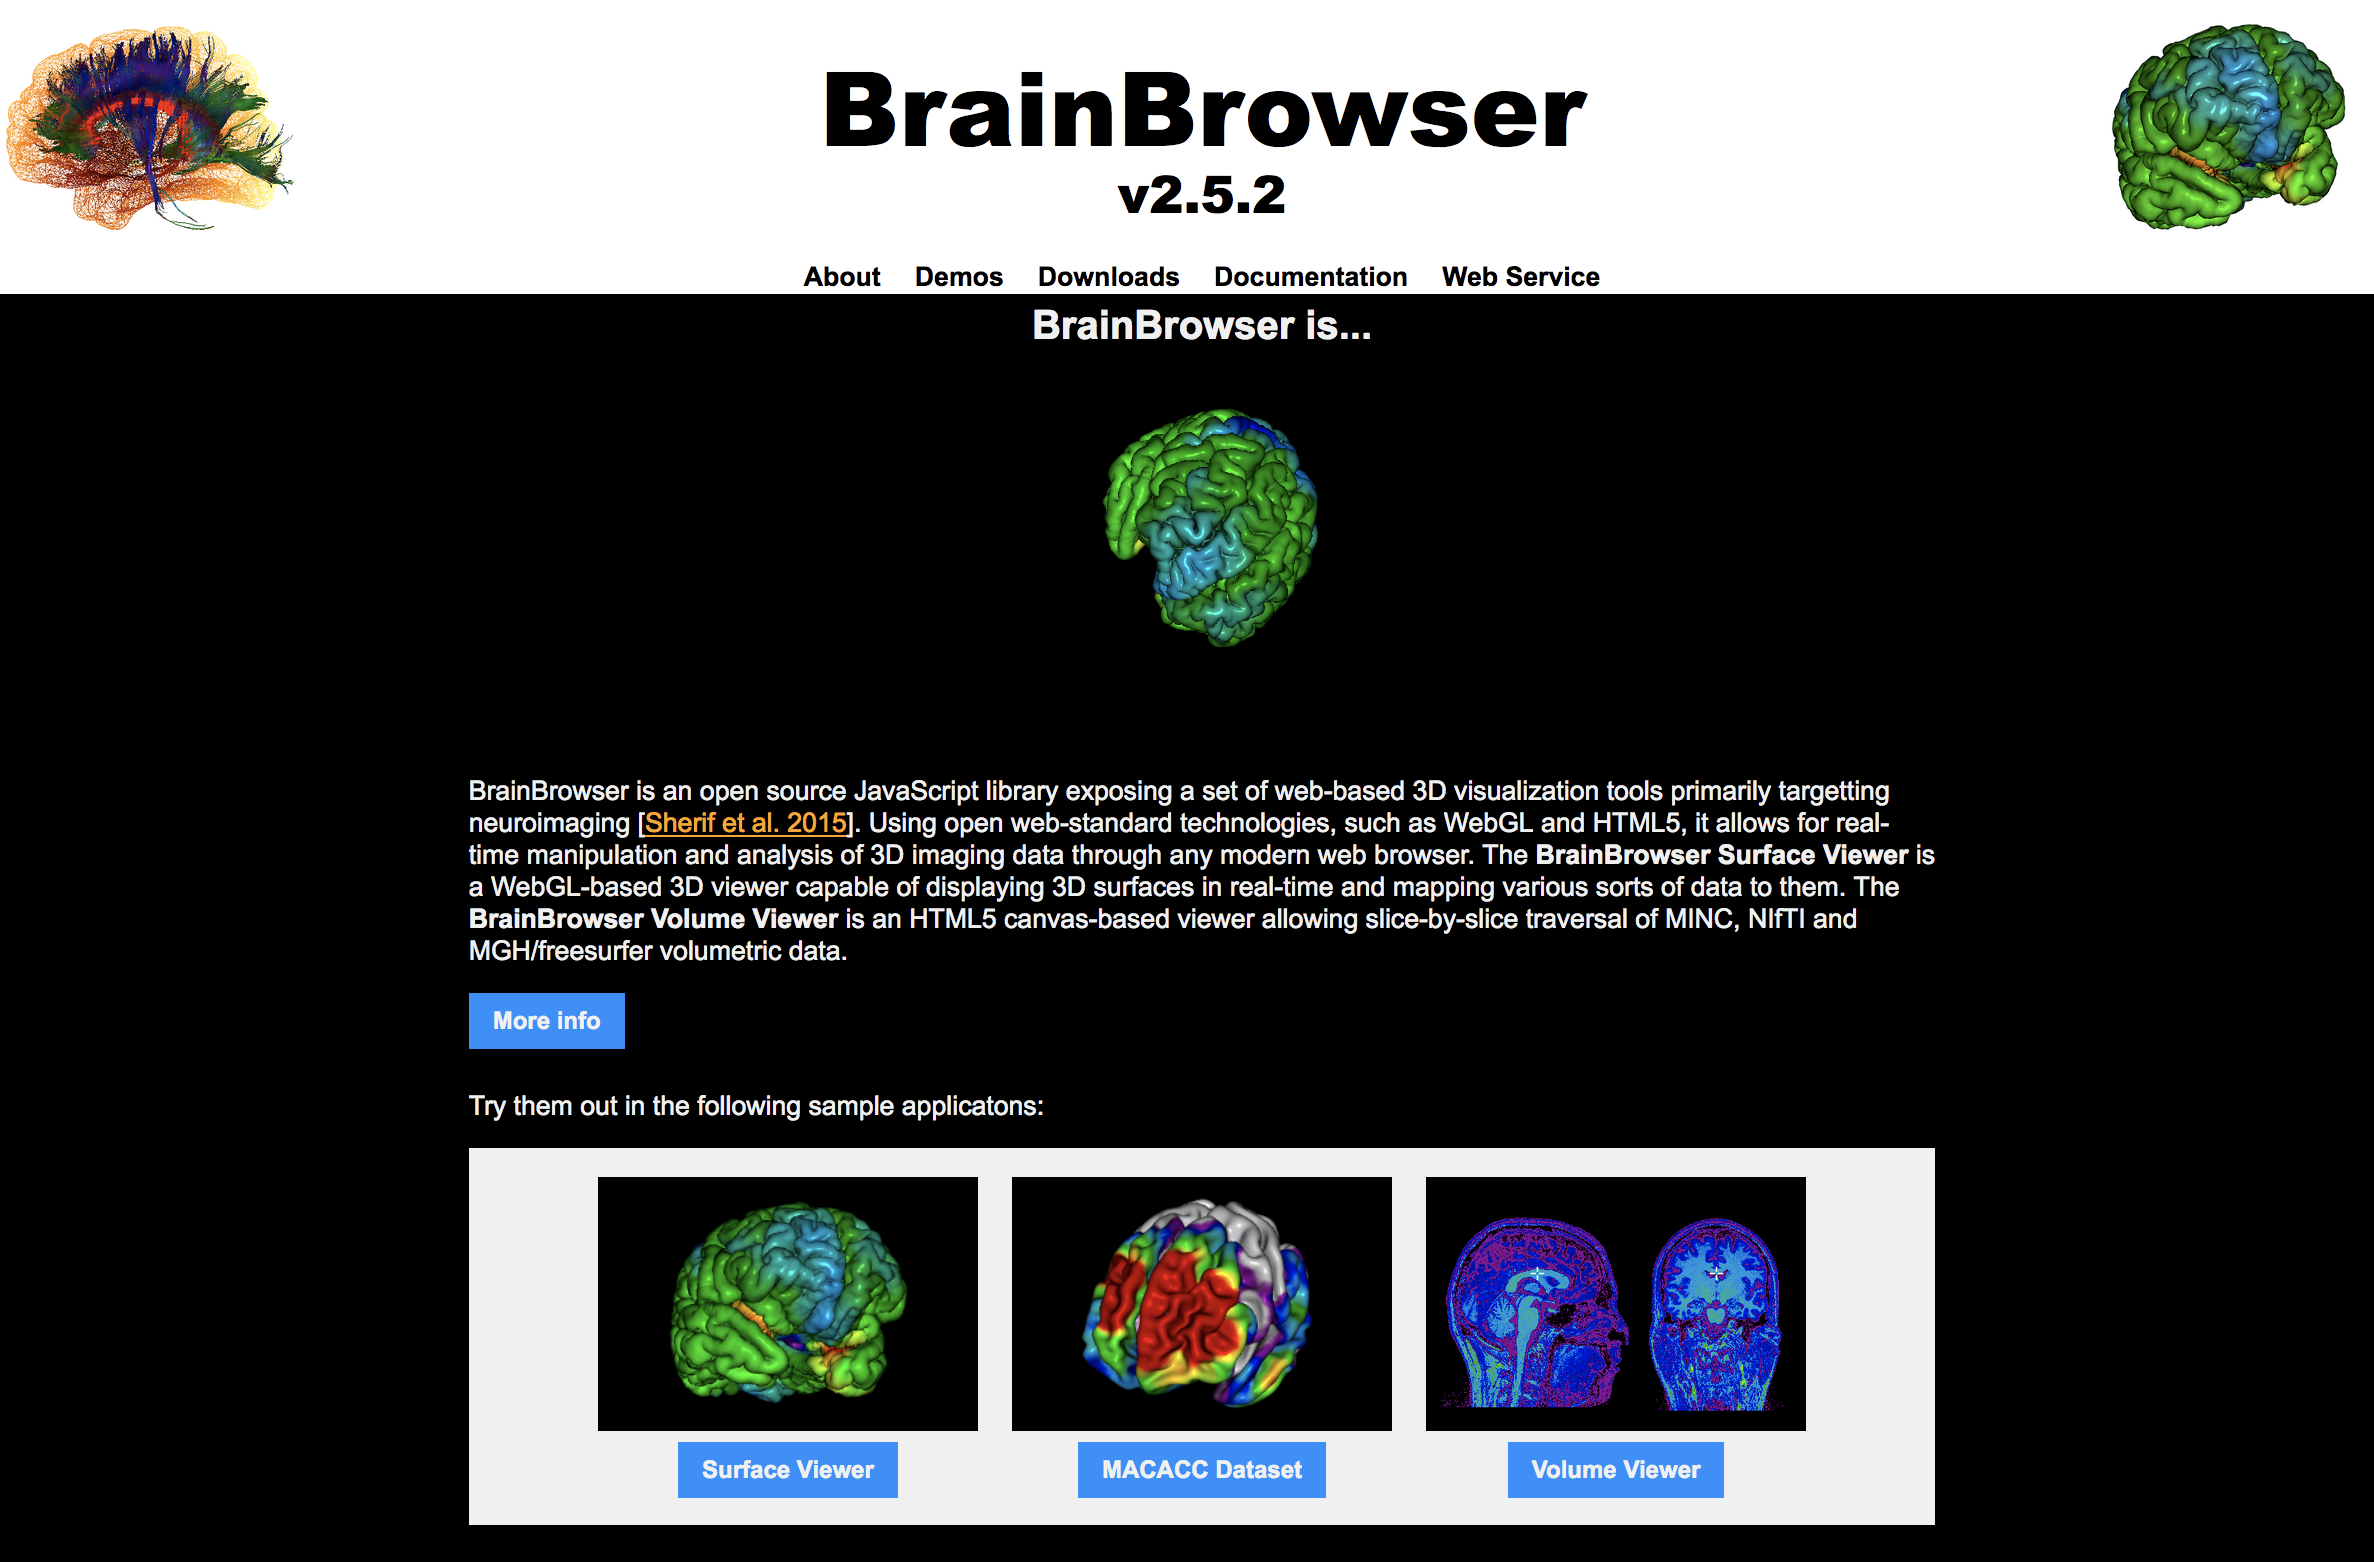 BrainBrowser
v2.5.2
About Demos Downloads Documentation Web Service
BrainBrowser is...
BrainBrowser is an open source JavaScript library exposing a set of web-based 3D visualization tools primarily targetting
neuroimaging [Sherif et al. 2015]. Using open web-standard technologies, such as WebGL and HTML5, it allows for real-
time manipulation and analysis of 3D imaging data through any modern web browser. The BrainBrowser Surface Viewer is
a WebGL-based 3D viewer capable of displaying 3D surfaces in real-time and mapping various sorts of data to them. The
BrainBrowser Volume Viewer is an HTML5 canvas-based viewer allowing slice-by-slice traversal of MINC, NIfTI and
MGH/freesurfer volumetric data.
More info
Try them out in the following sample applicatons:
Surface Viewer MACACC Dataset Volume Viewer